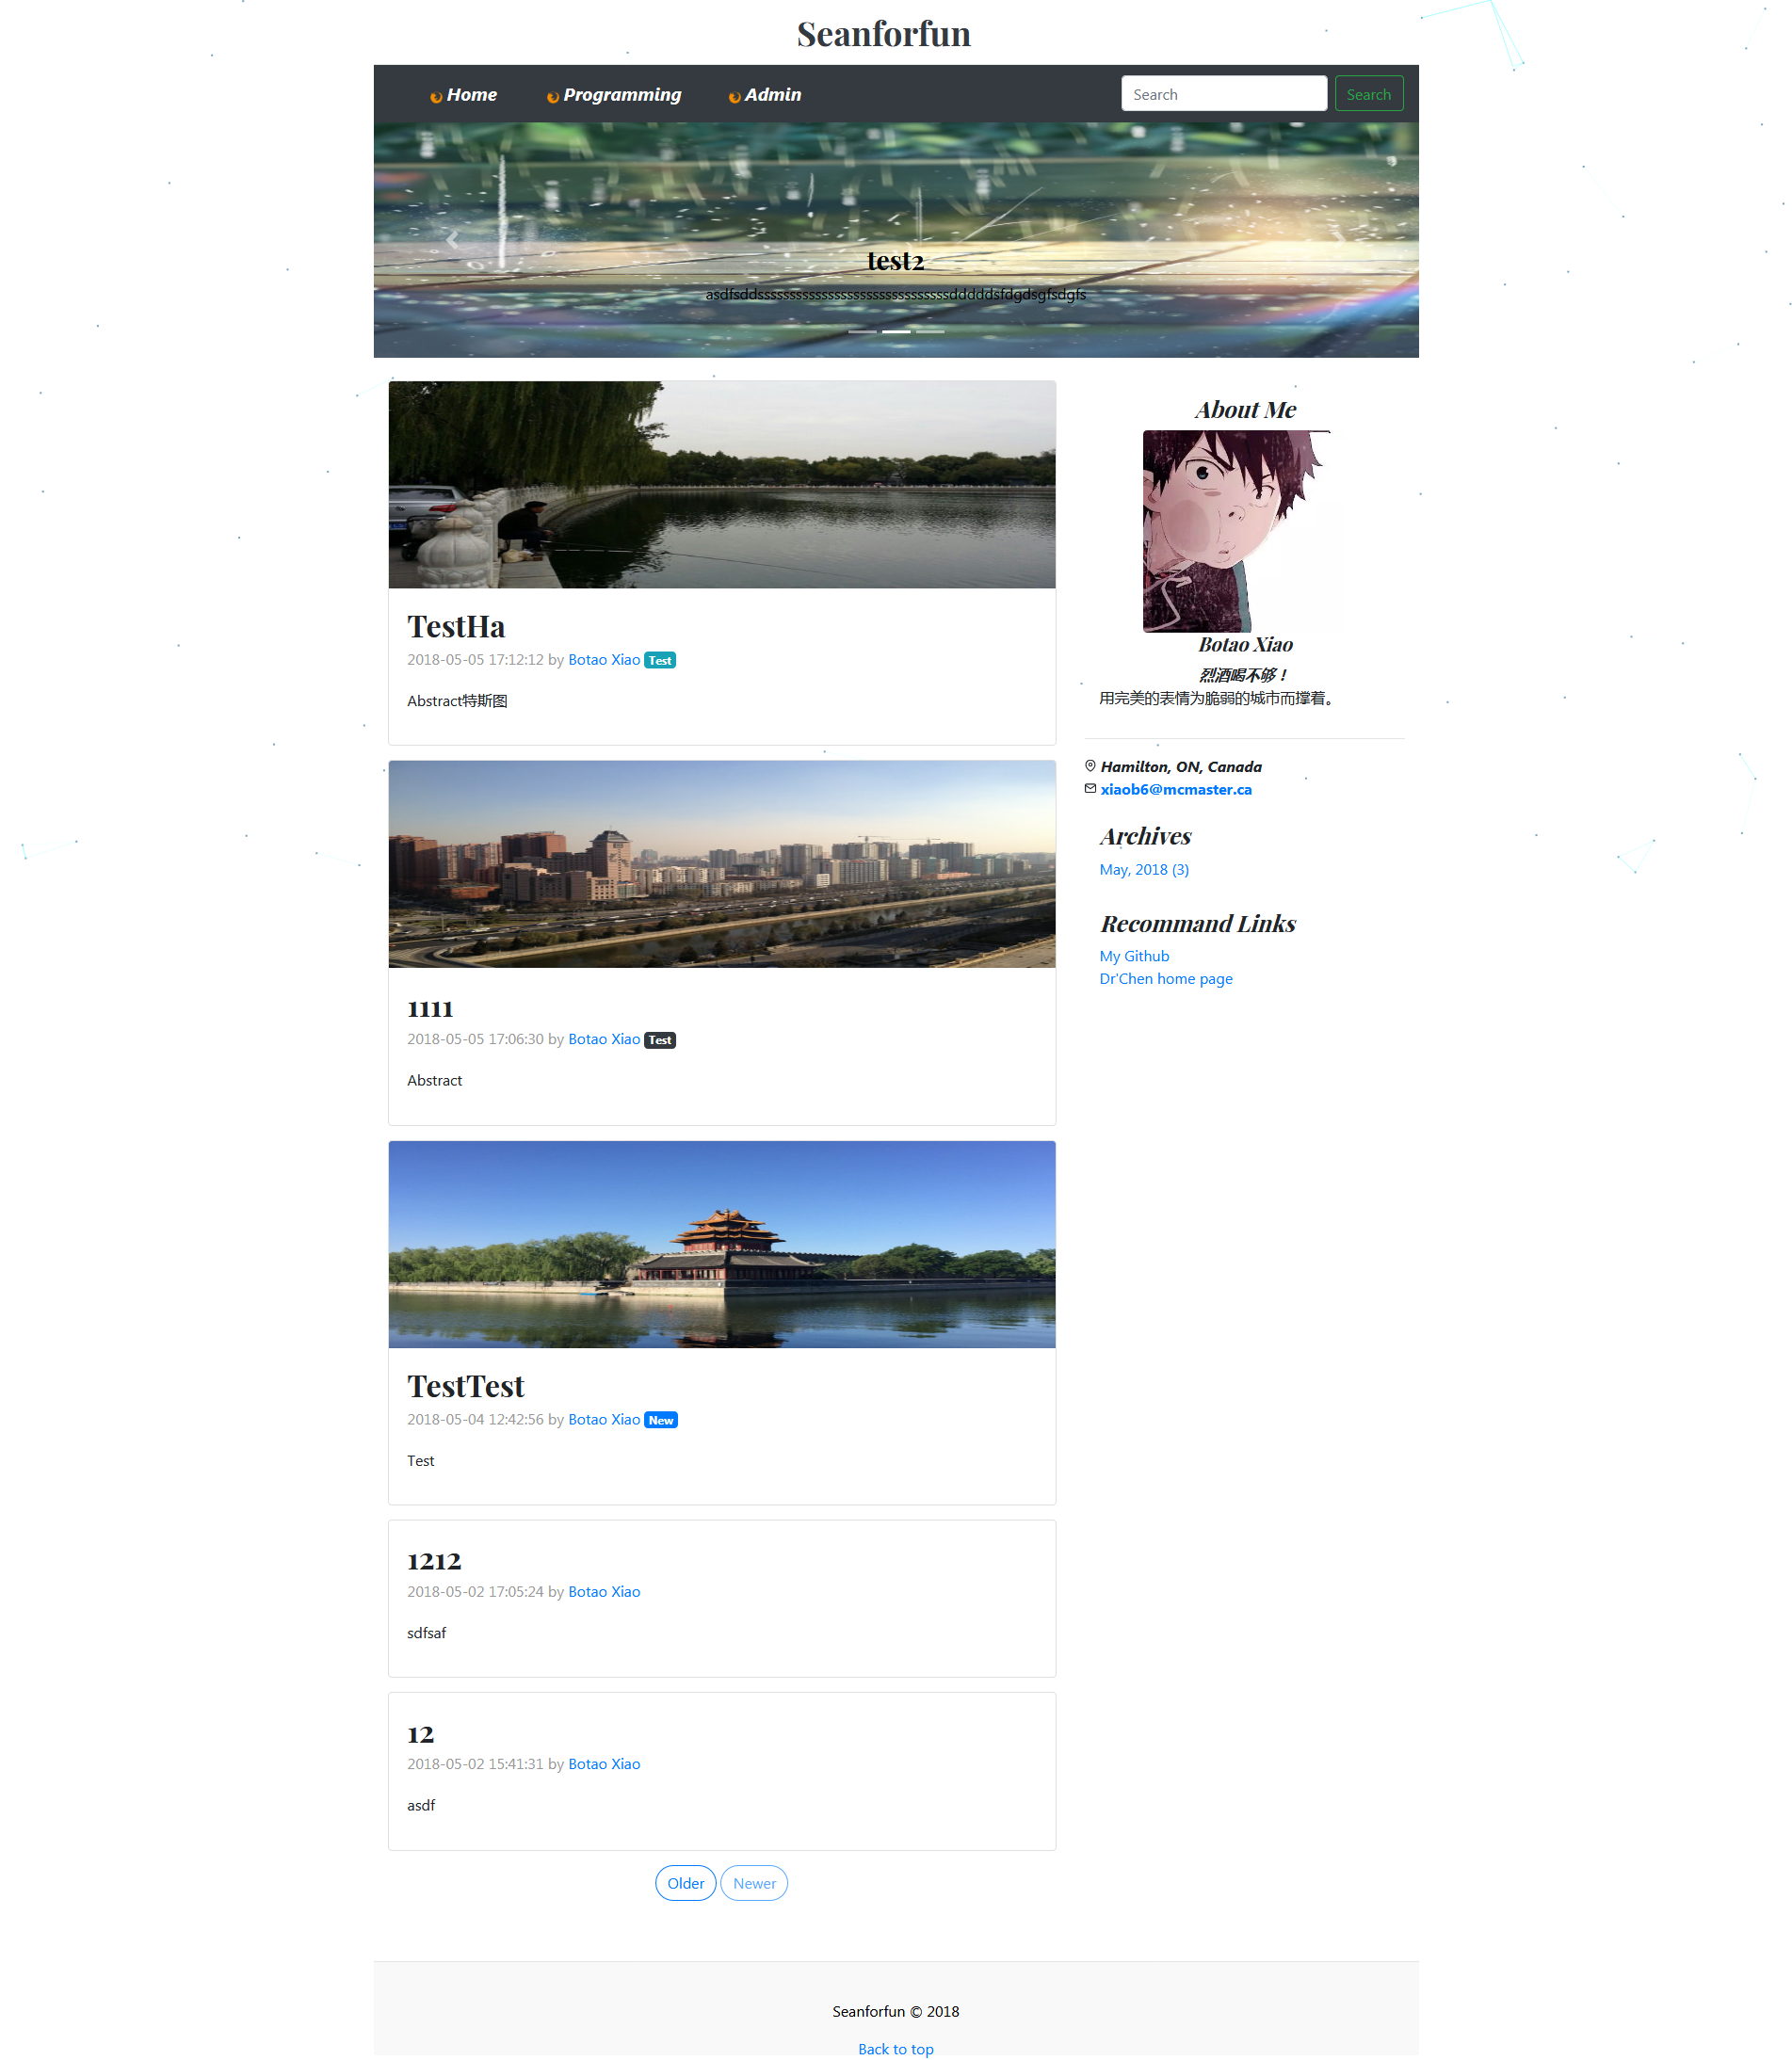 Seanforfun
Home Programming Admin Search Search
test2
asdfsddsssssssssssssssssssssssssssssssdddddsfdgdsgfsdgfs
TestHa
2018-05-05 17:12:12 by Botao Xiao Test
Abstract特斯图
1111
2018-05-05 17:06:30 by Botao Xiao Test
Abstract
TestTest
2018-05-04 12:42:56 by Botao Xiao New
Test
1212
2018-05-02 17:05:24 by Botao Xiao
sdfsaf
12
2018-05-02 15:41:31 by Botao Xiao
asdf
Older Newer
About Me
Botao Xiao
烈酒喝不够！
用完美的表情为脆弱的城市而撑着。
Hamilton, ON, Canada
xiaob6@mcmaster.ca
Archives
May, 2018 (3)
Recommand Links
My Github
Dr'Chen home page
Seanforfun © 2018
Back to top